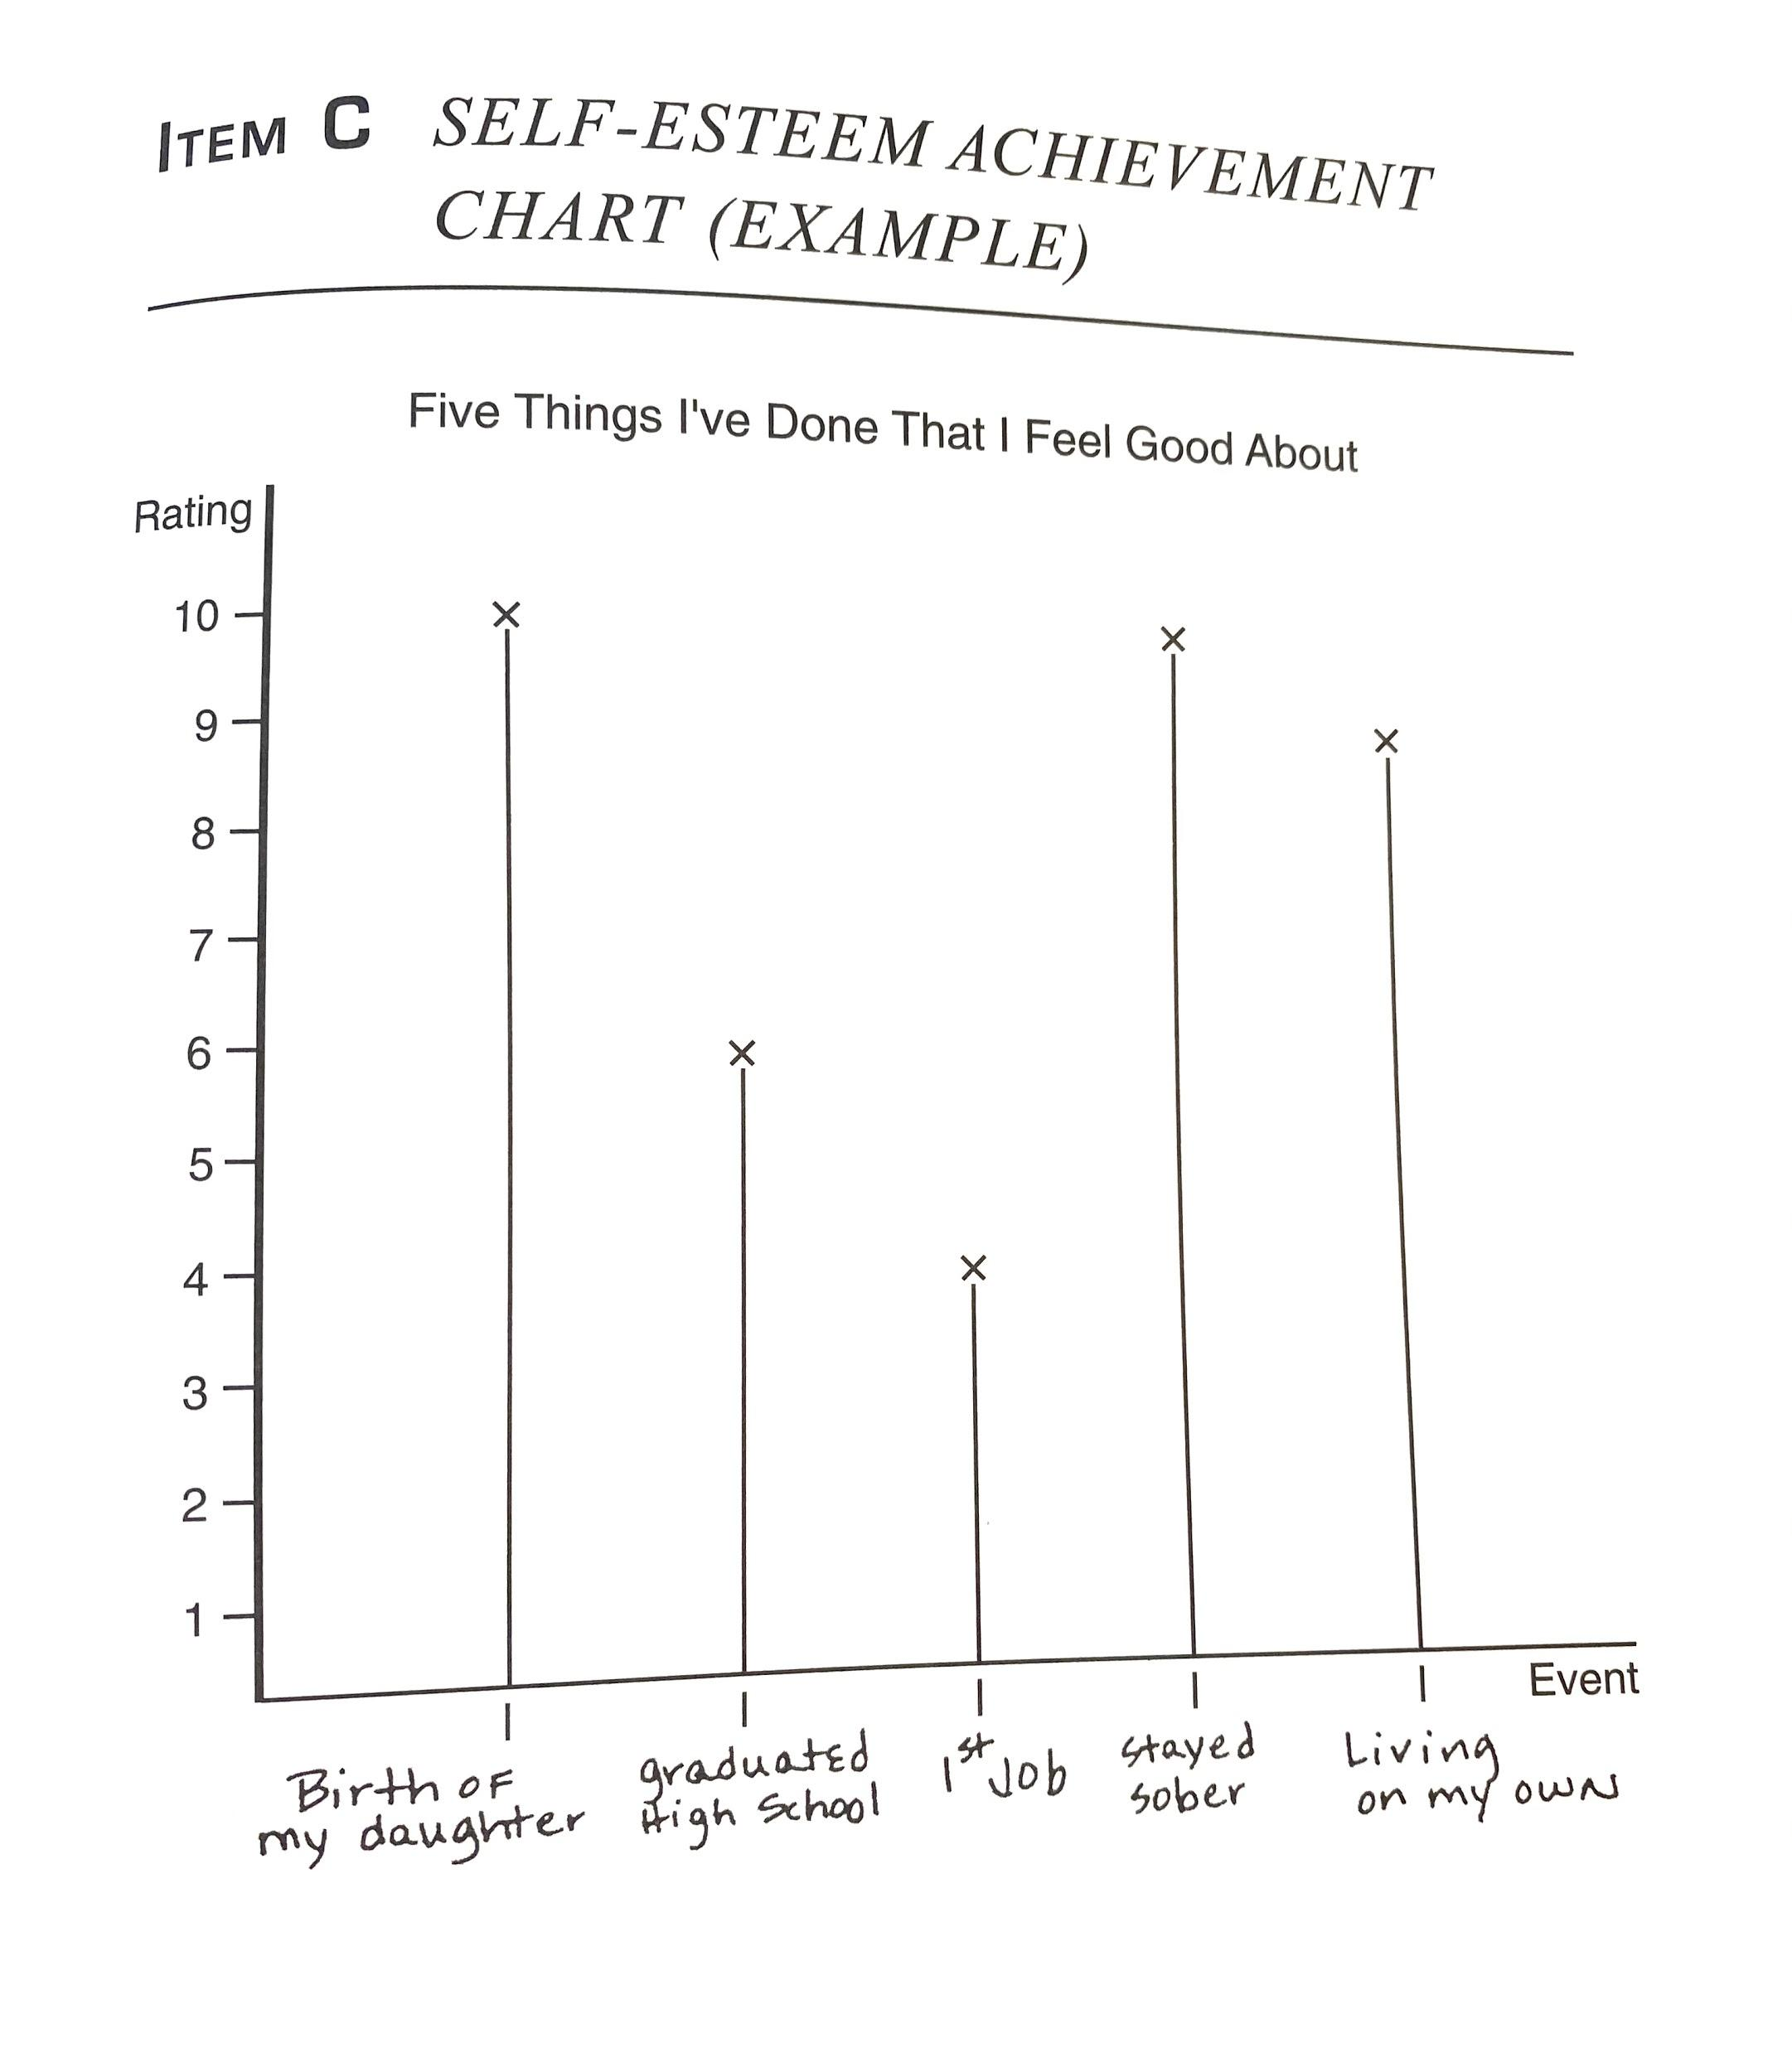 ITEM C SELF-ESTEEM ACHIEVEMENT
CHART (EXAMPLE)
Five Things I've Done That I Feel Good About
Rating
10
9
8
7
6
5
4
3
2
1
Event
Birth of
my daughter
graduated
High School
1st Job
stayed
sober
Living
on my own